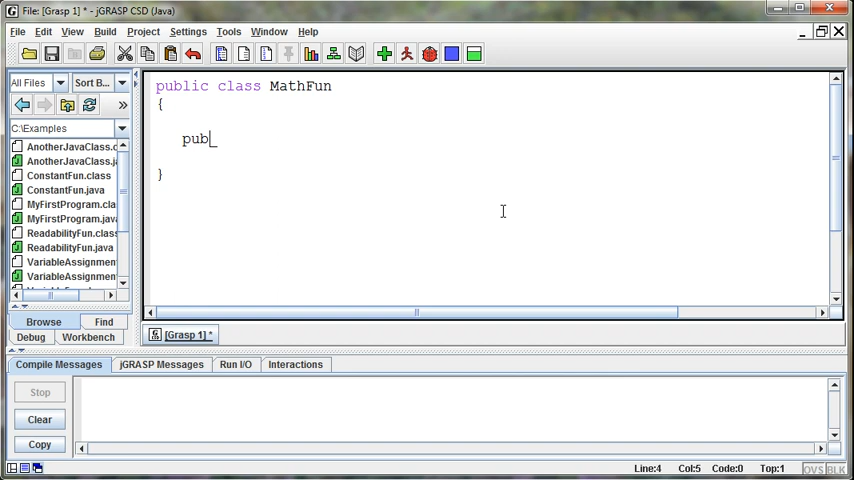 File: [Grasp 1] * - jGRASP CSD (Java)
File Edit View Build Project Settings Tools Window Help
All Files Sort B...
C:\Examples
AnotherJavaClass.c
AnotherJavaClass.ja
ConstantFun.class
ConstantFun.java
MyFirstProgram.cla
MyFirstProgram.java
ReadabilityFun.class
ReadabilityFun.java
VariableAssignmen
VariableAssignmen
Browse Find
Debug Workbench
public class MathFun
{
pub
}
[Grasp 1] *
Compile Messages jGRASP Messages Run I/O Interactions
Stop
Clear
Copy
Line:4 Col:5 Code:0 Top:1 OVS BLK